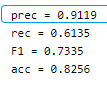 prec = 0.9119
rec = 0.6135
F1 = 0.7335
acc = 0.8256